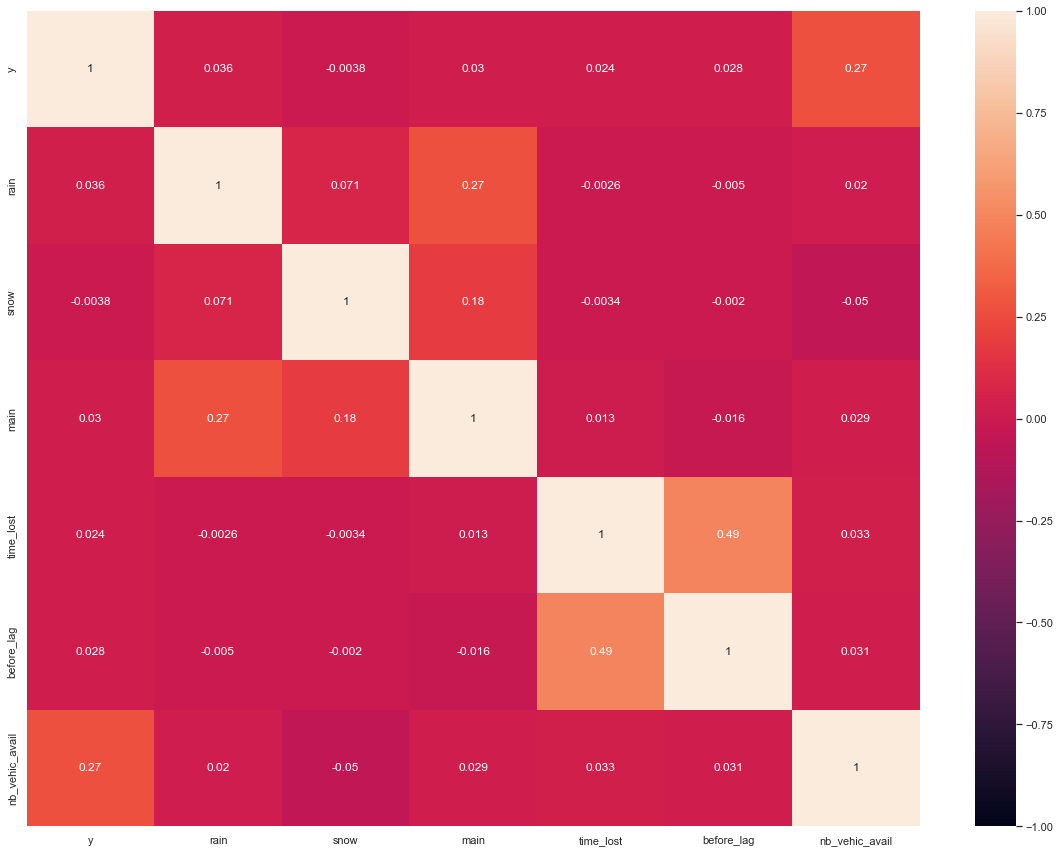 y 1 0.036 -0.0038 0.03 0.024 0.028 0.27
rain 0.036 1 0.071 0.27 -0.0026 -0.005 0.02
snow -0.0038 0.071 1 0.18 -0.0034 -0.002 -0.05
main 0.03 0.27 0.18 1 0.013 -0.016 0.029
time_lost 0.024 -0.0026 -0.0034 0.013 1 0.49 0.033
before_lag 0.028 -0.005 -0.002 -0.016 0.49 1 0.031
nb_vehic_avail 0.27 0.02 -0.05 0.029 0.033 0.031 1
y rain snow main time_lost before_lag nb_vehic_avail
1.00
0.75
0.50
0.25
0.00
−0.25
−0.50
−0.75
−1.00